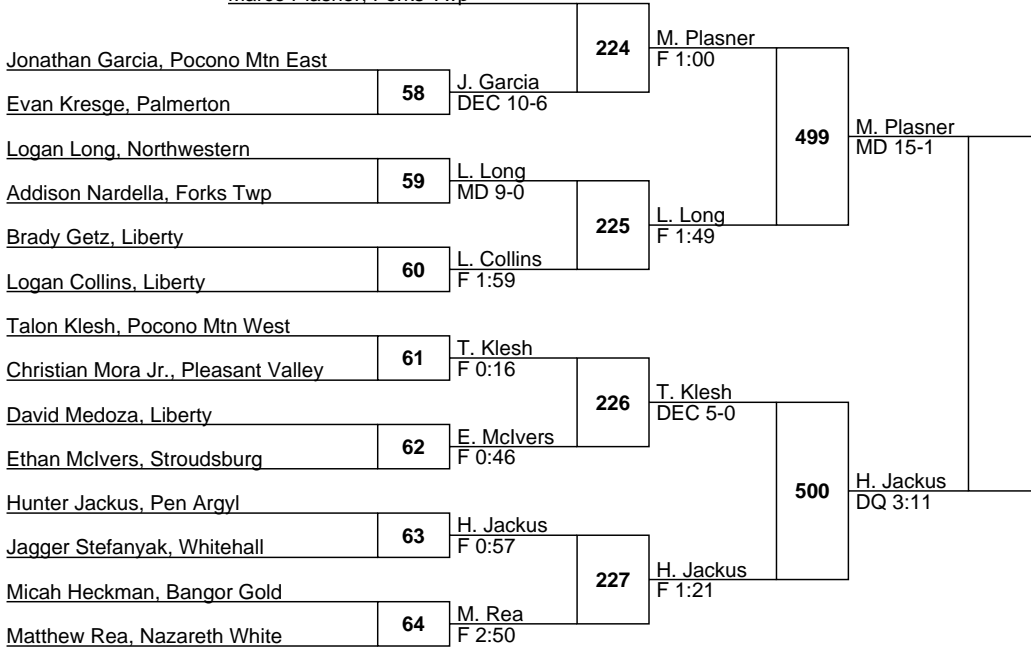 Marco Plasner, Forks Twp
224
M. Plasner
F 1:00
Jonathan Garcia, Pocono Mtn East
58
J. Garcia
DEC 10-6
Evan Kresge, Palmerton
499
M. Plasner
MD 15-1
Logan Long, Northwestern
59
L. Long
MD 9-0
Addison Nardella, Forks Twp
225
L. Long
F 1:49
Brady Getz, Liberty
60
L. Collins
F 1:59
Logan Collins, Liberty
Talon Klesh, Pocono Mtn West
61
T. Klesh
F 0:16
Christian Mora Jr., Pleasant Valley
226
T. Klesh
DEC 5-0
David Medoza, Liberty
62
E. McIvers
F 0:46
Ethan McIvers, Stroudsburg
500
H. Jackus
DQ 3:11
Hunter Jackus, Pen Argyl
63
H. Jackus
F 0:57
Jagger Stefanyak, Whitehall
227
H. Jackus
F 1:21
Micah Heckman, Bangor Gold
64
M. Rea
F 2:50
Matthew Rea, Nazareth White